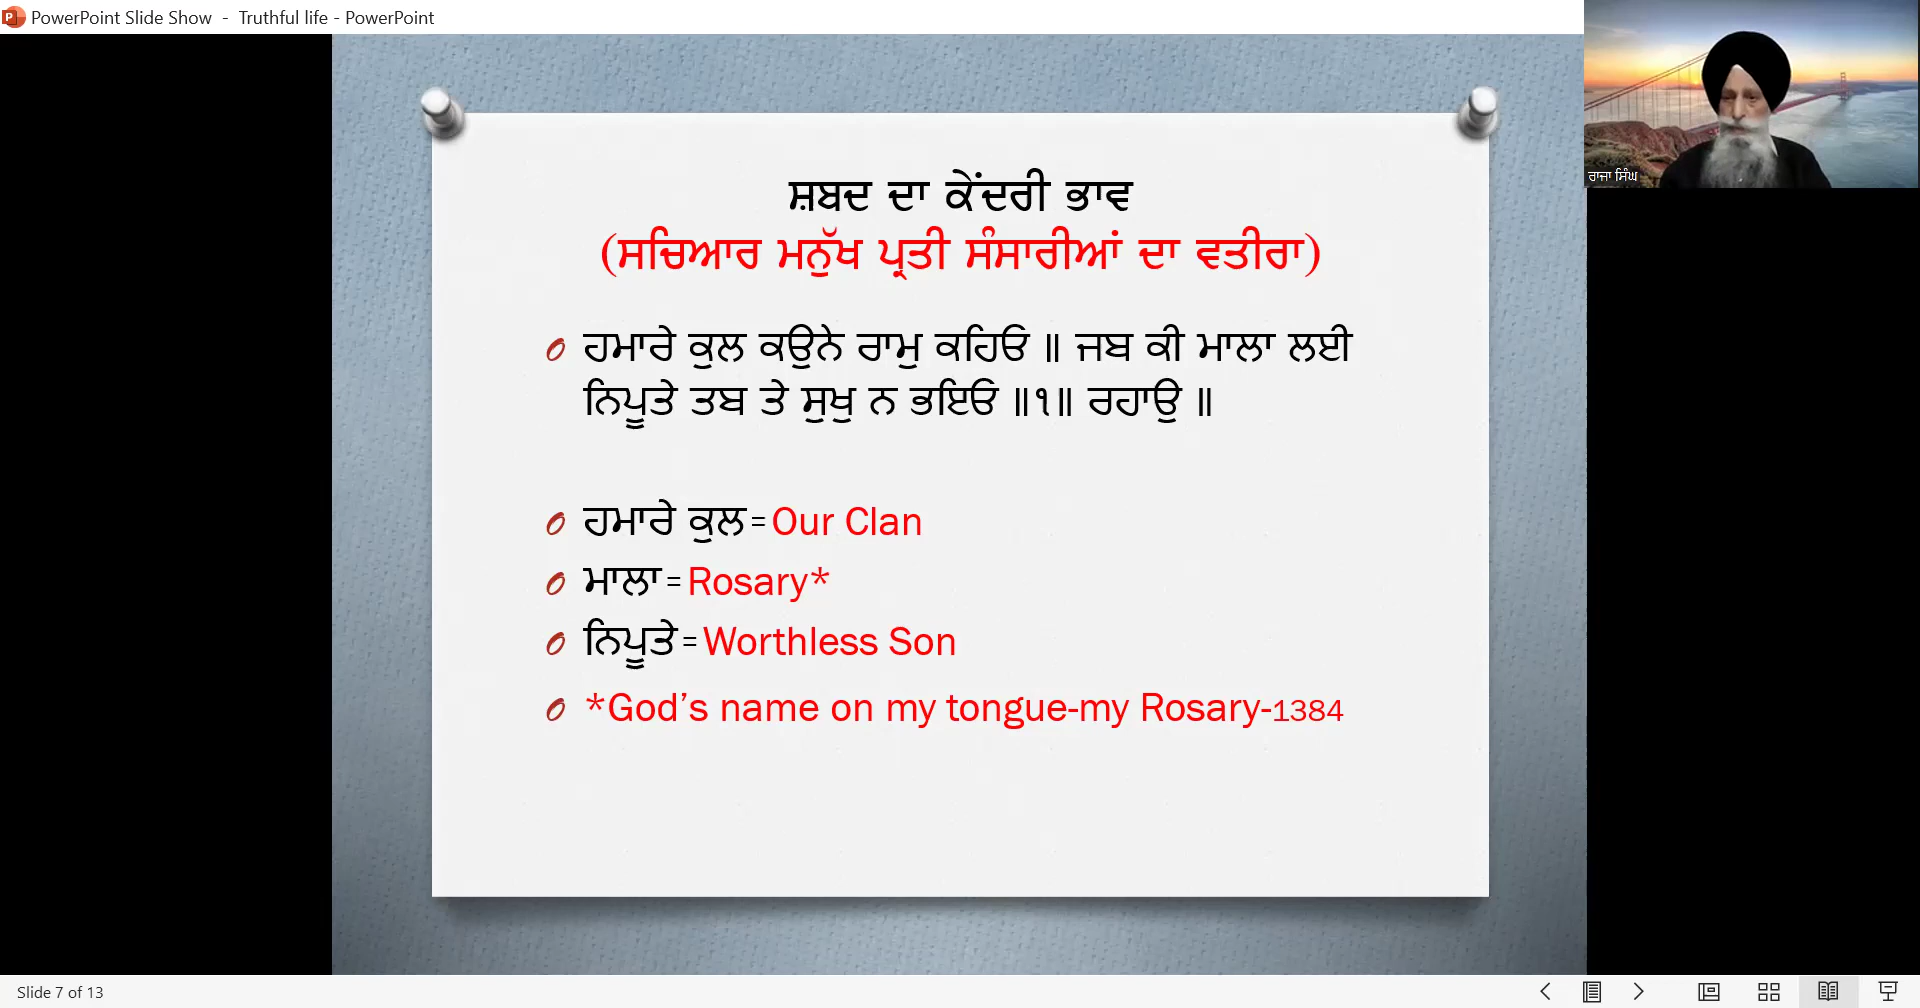 PowerPoint Slide Show - Truthful life - PowerPoint
ਰਾਜਾ ਸਿੰਘ
ਸ਼ਬਦ ਦਾ ਕੇਂਦਰੀ ਭਾਵ
(ਸਚਿਆਰ ਮਨੁੱਖ ਪ੍ਰਤੀ ਸੰਸਾਰੀਆਂ ਦਾ ਵਤੀਰਾ)
ਹਮਾਰੇ ਕੁਲ ਕਉਨੇ ਰਾਮੁ ਕਹਿਓ ॥ ਜਬ ਕੀ ਮਾਲਾ ਲਈ
ਨਿਪੂਤੇ ਤਬ ਤੇ ਸੁਖੁ ਨ ਭਇਓ ॥੧॥ ਰਹਾਉ ॥
ਹਮਾਰੇ ਕੁਲ=Our Clan
ਮਾਲਾ=Rosary*
ਨਿਪੂਤੇ=Worthless Son
*God’s name on my tongue-my Rosary-1384
Slide 7 of 13